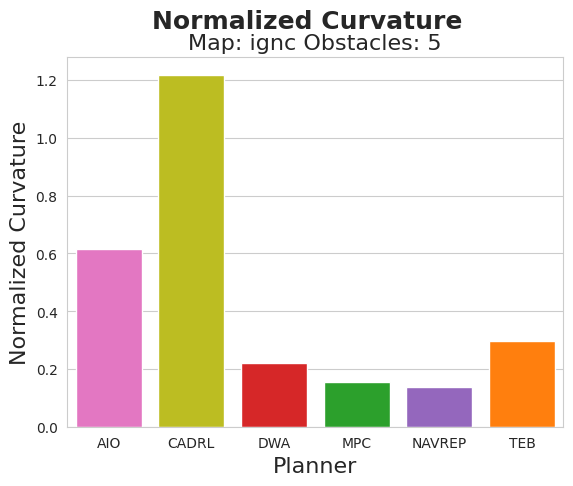 Normalized Curvature
Map: ignc Obstacles: 5
Normalized Curvature
1.2
1.0
0.8
0.6
0.4
0.2
0.0
AIO CADRL DWA MPC NAVREP TEB
Planner